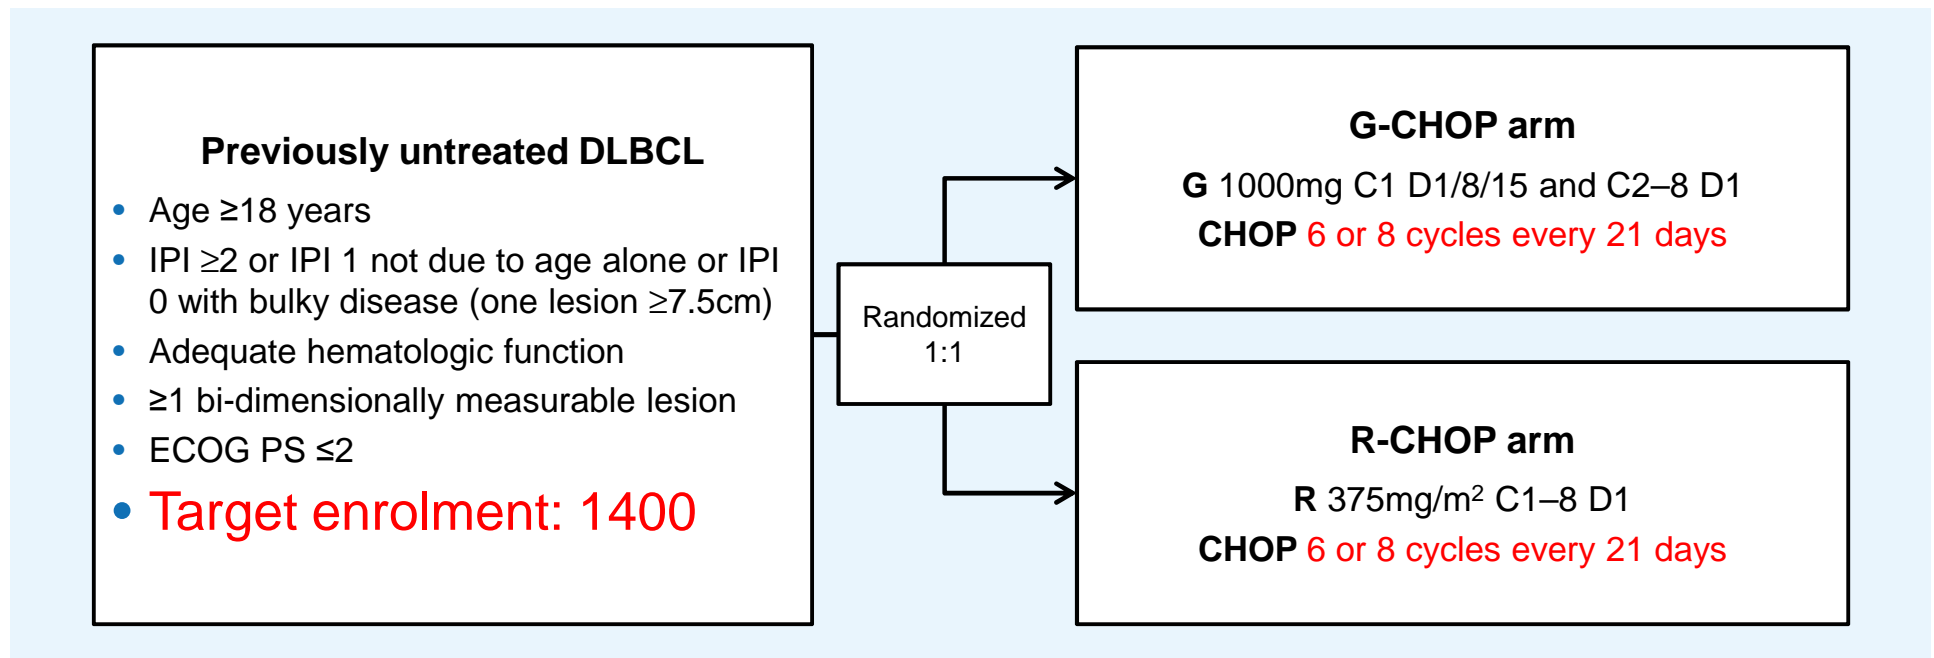 Previously untreated DLBCL
• Age ≥18 years
• IPI ≥2 or IPI 1 not due to age alone or IPI
0 with bulky disease (one lesion ≥7.5cm)
• Adequate hematologic function
• ≥1 bi-dimensionally measurable lesion
• ECOG PS ≤2
• Target enrolment: 1400
Randomized
1:1
G-CHOP arm
G 1000mg C1 D1/8/15 and C2–8 D1
CHOP 6 or 8 cycles every 21 days
R-CHOP arm
R 375mg/m² C1–8 D1
CHOP 6 or 8 cycles every 21 days